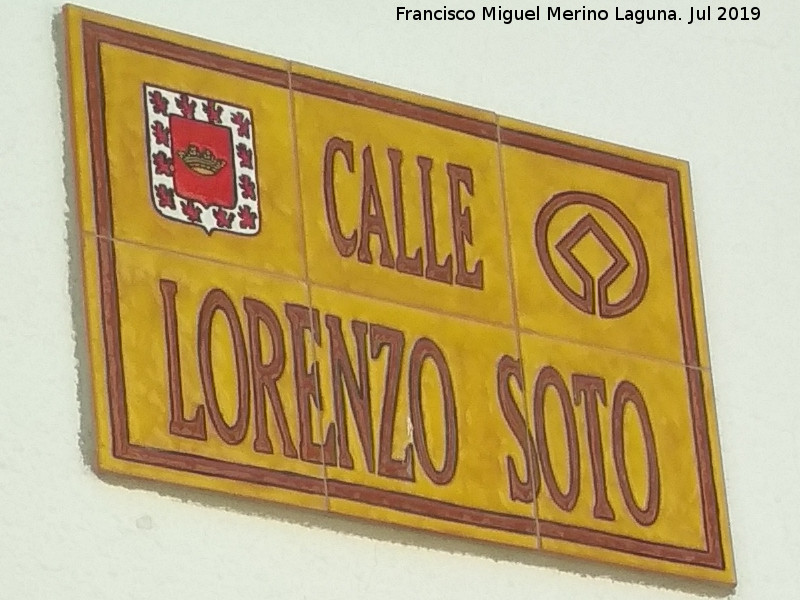 Francisco Miguel Merino Laguna. Jul 2019
CALLE
LORENZO SOTO